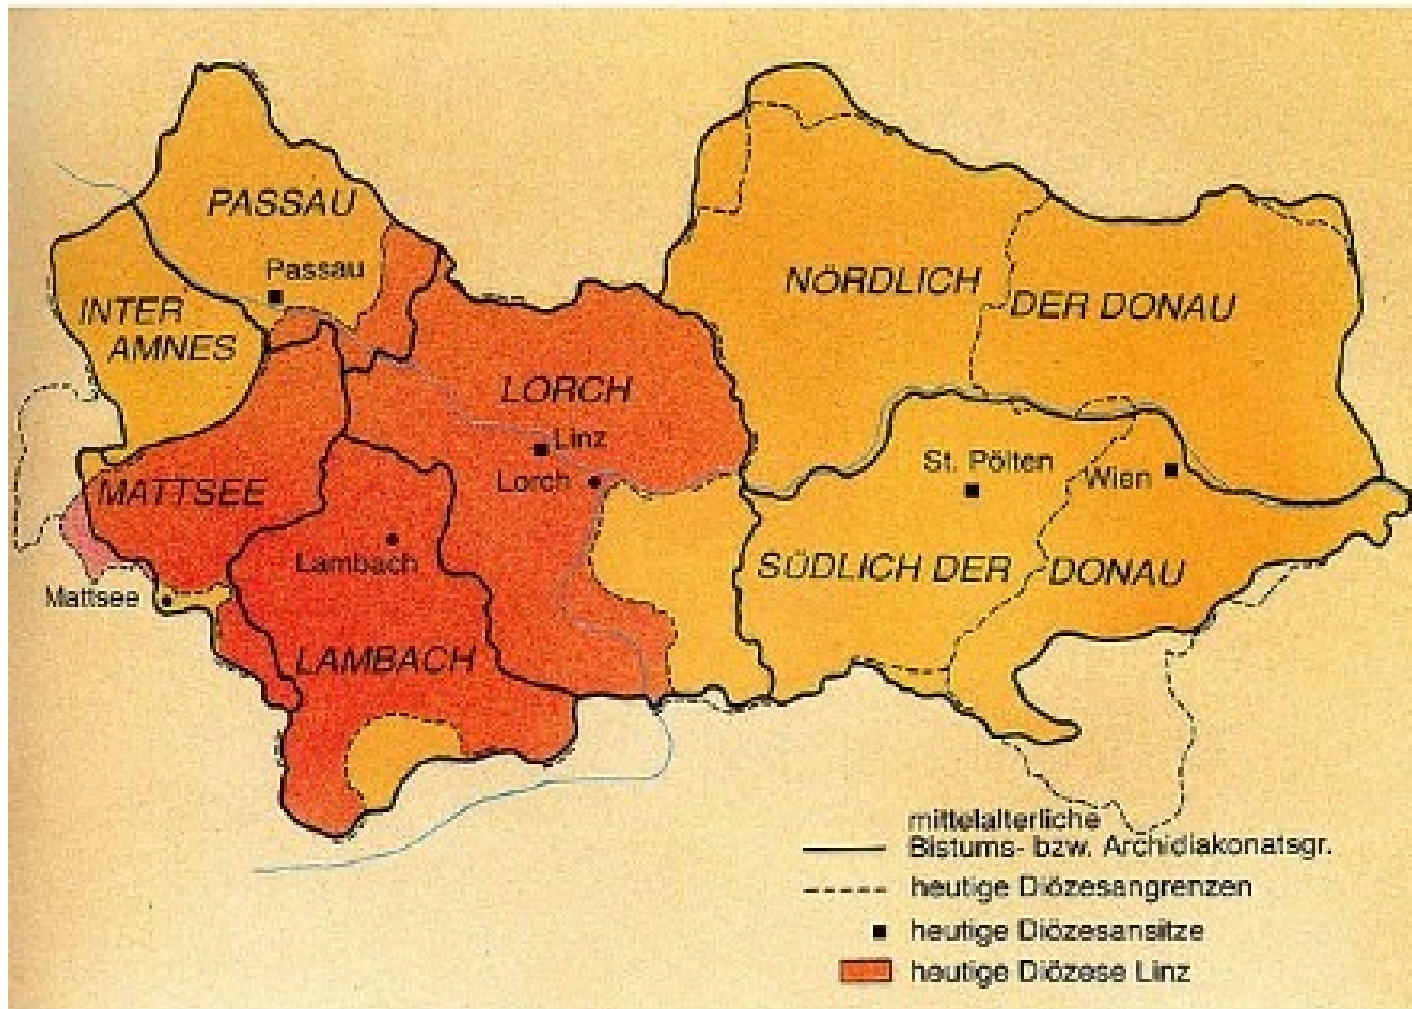 PASSAU
Passau
INTER
AMNES
NÖRDLICH
DER DONAU
LORCH
Linz
Lorch
St. Pölten
Wien
MATTSEE
Lambach
Mattsee
SÜDLICH DER
DONAU
LAMBACH
mittelalterliche
Bistums- bzw. Archidiakonatsgr.
heutige Diözesangrenzen
heutige Diözesansitze
heutige Diözese Linz